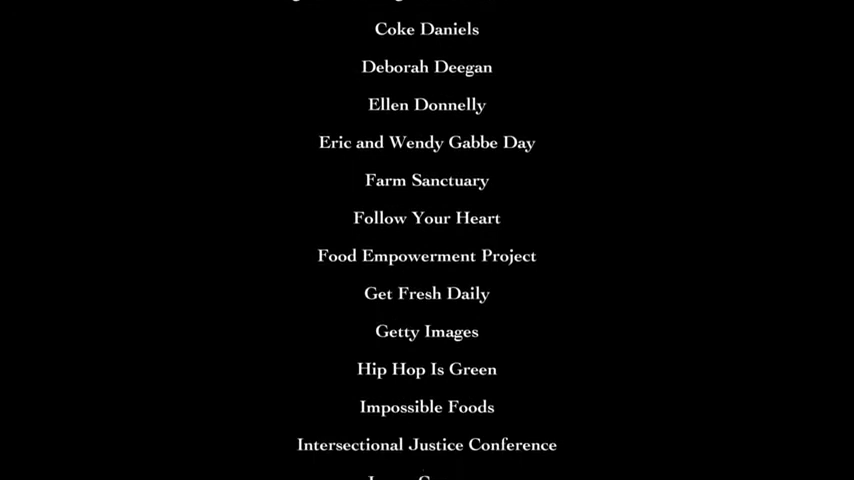 Coke Daniels
Deborah Deegan
Ellen Donnelly
Eric and Wendy Gabbe Day
Farm Sanctuary
Follow Your Heart
Food Empowerment Project
Get Fresh Daily
Getty Images
Hip Hop Is Green
Impossible Foods
Intersectional Justice Conference